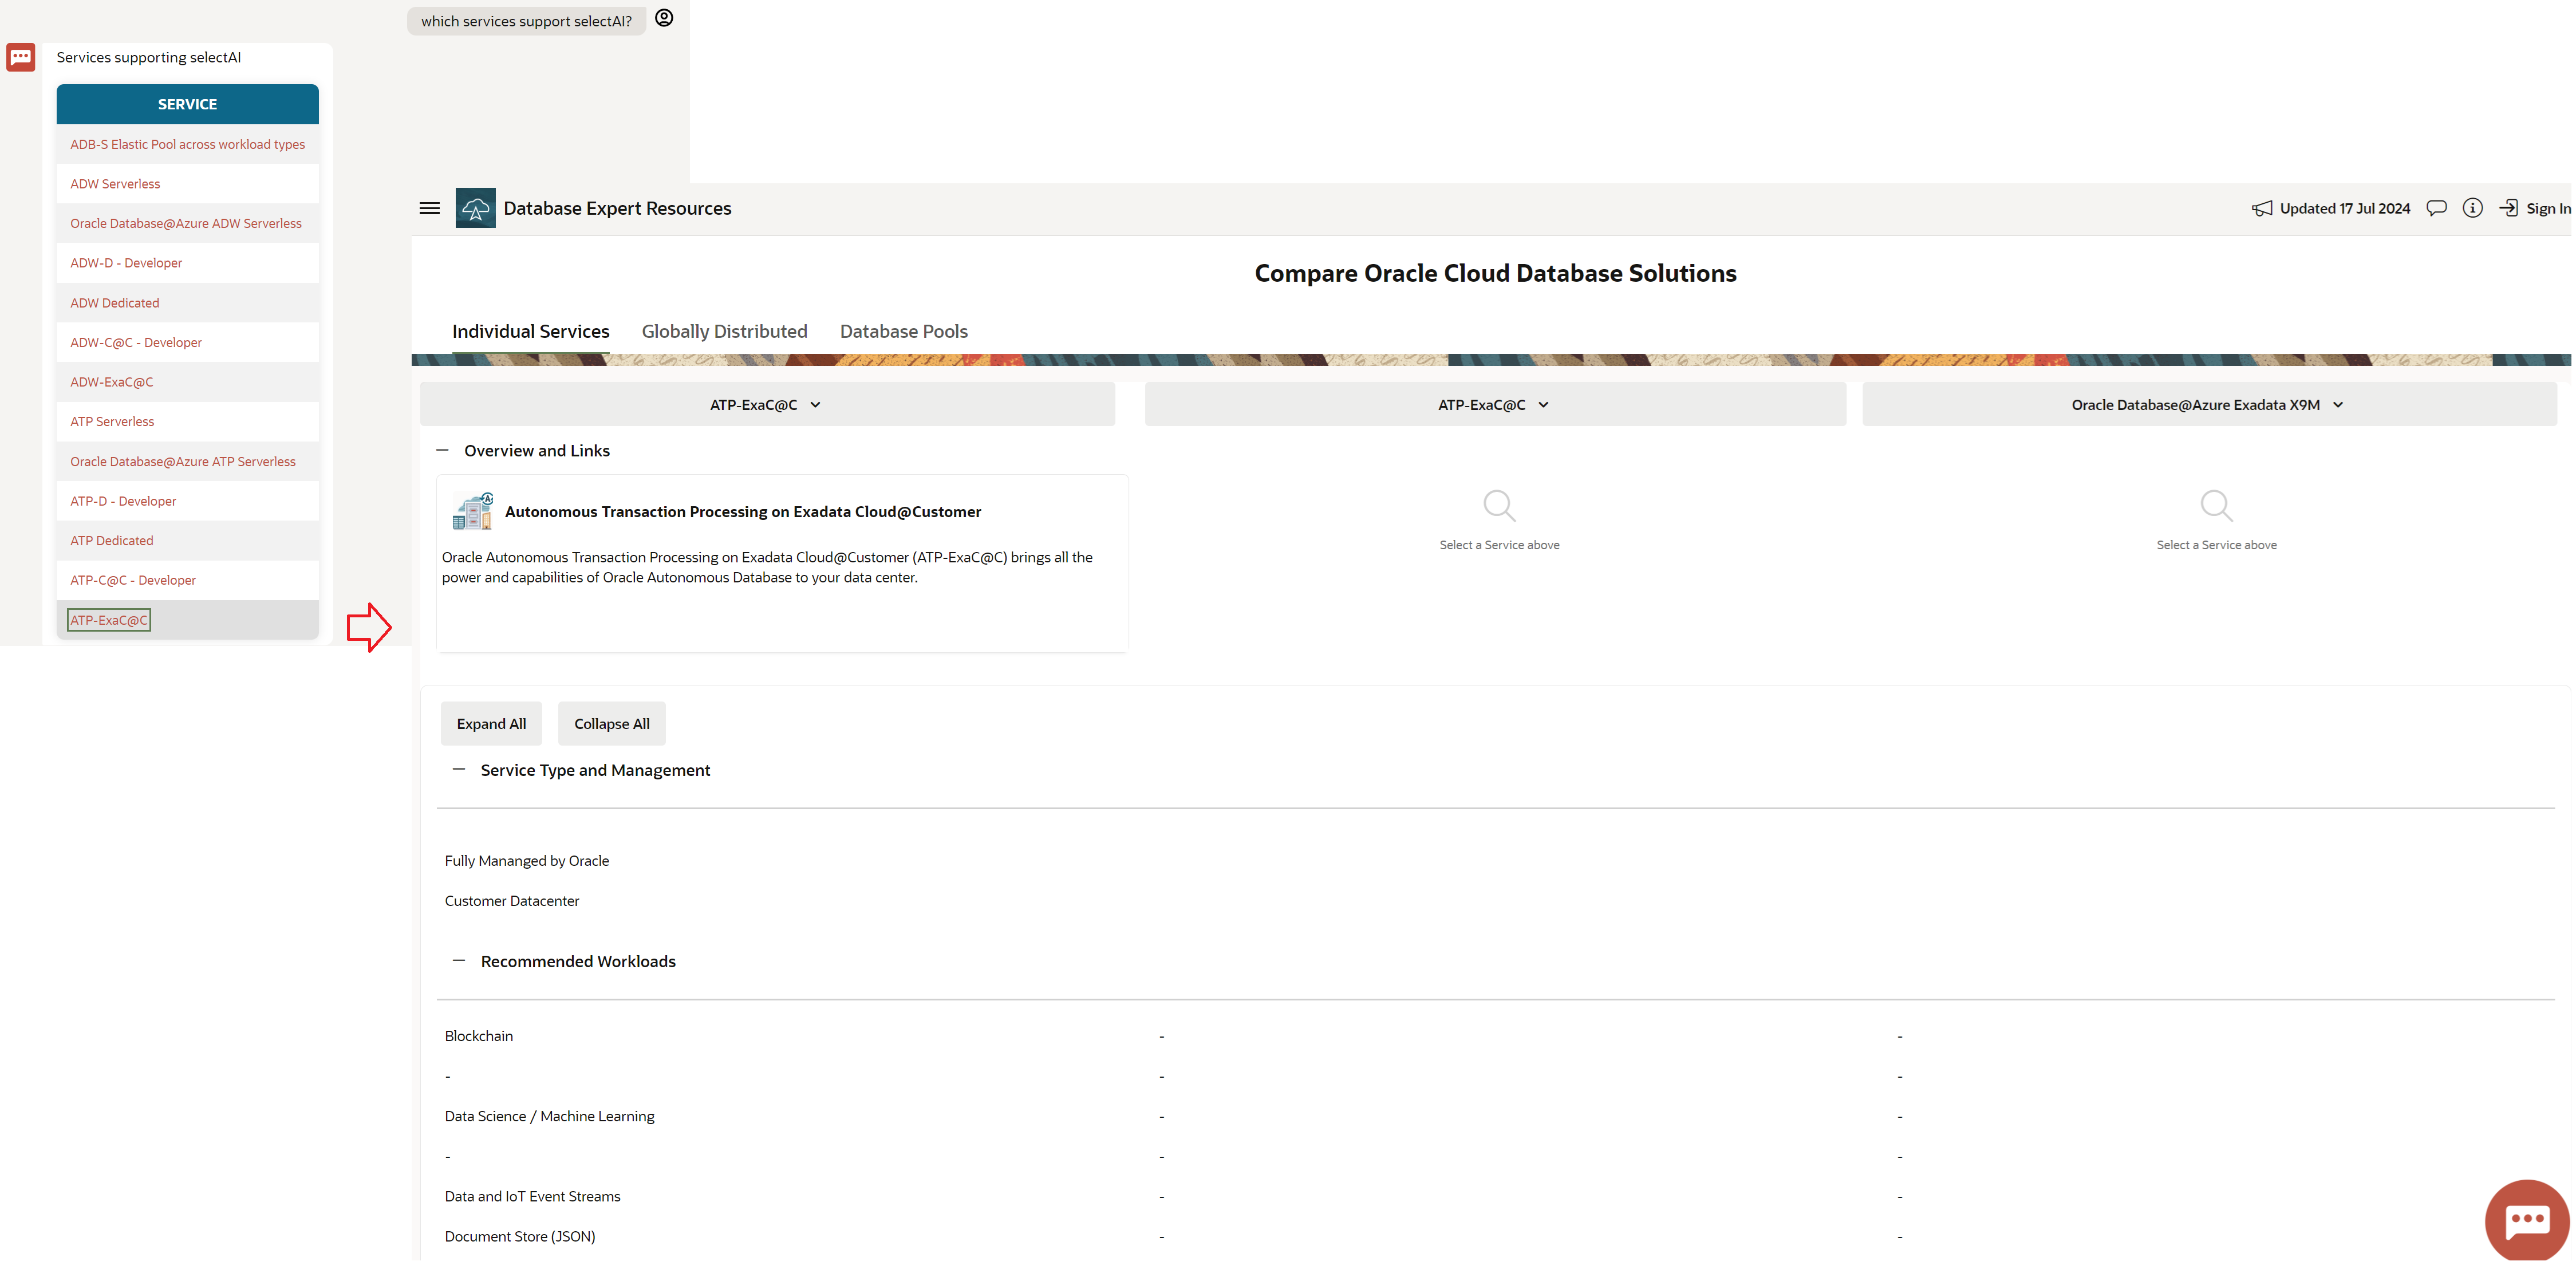 which services support selectAI?
Services supporting selectAI
SERVICE
ADB-S Elastic Pool across workload types
ADW Serverless
Oracle Database@Azure ADW Serverless
ADW-D - Developer
ADW Dedicated
ADW-C@C - Developer
ADW-ExaC@C
ATP Serverless
Oracle Database@Azure ATP Serverless
ATP-D - Developer
ATP Dedicated
ATP-C@C - Developer
ATP-ExaC@C
Database Expert Resources
Updated 17 Jul 2024
Sign In
Compare Oracle Cloud Database Solutions
Individual Services
Globally Distributed
Database Pools
ATP-ExaC@C
ATP-ExaC@C
Oracle Database@Azure Exadata X9M
Overview and Links
Autonomous Transaction Processing on Exadata Cloud@Customer
Oracle Autonomous Transaction Processing on Exadata Cloud@Customer (ATP-ExaC@C) brings all the
power and capabilities of Oracle Autonomous Database to your data center.
Select a Service above
Select a Service above
Expand All
Collapse All
Service Type and Management
Fully Mananged by Oracle
Customer Datacenter
Recommended Workloads
Blockchain - -
- - -
Data Science / Machine Learning - -
- - -
Data and IoT Event Streams - -
Document Store (JSON) - -